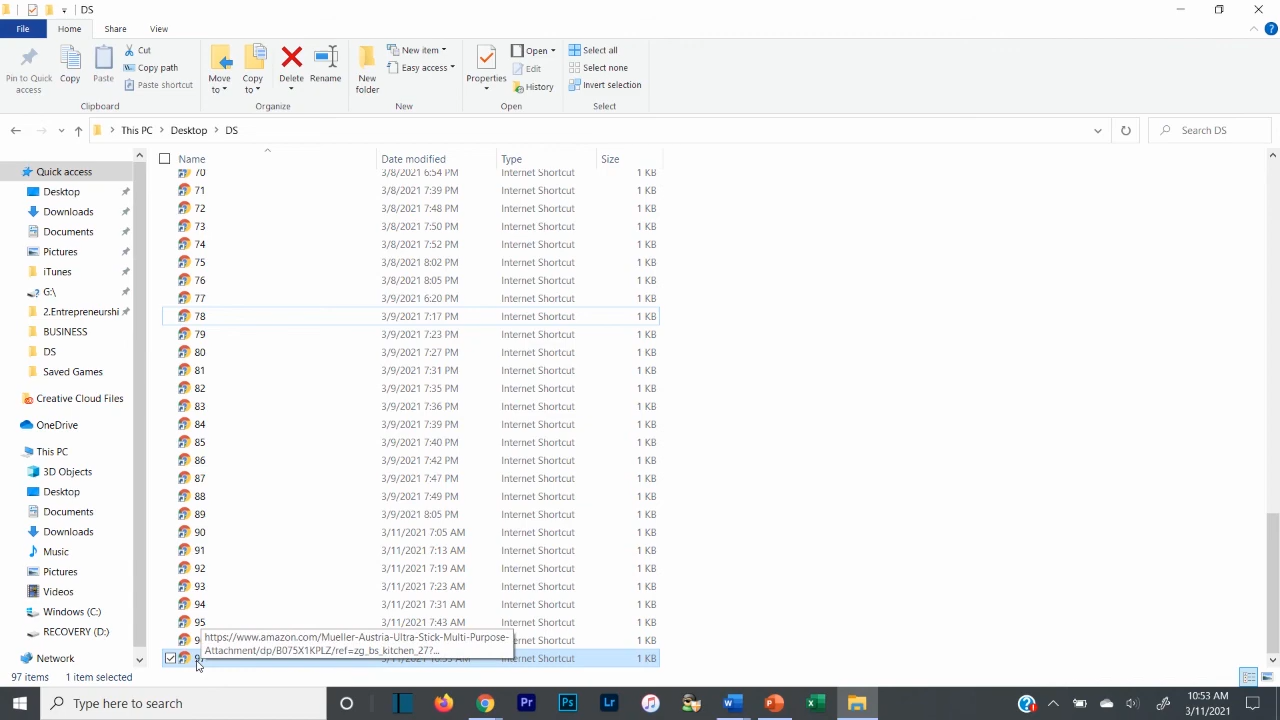 DS
File Home Share View
Pin to Quick access
Copy
Paste
Cut
Copy path
Paste shortcut
Clipboard
Move to
Copy to
Delete
Rename
Organize
New folder
New item
Easy access
New
Properties
Open
Edit
History
Open
Select all
Select none
Invert selection
Select
This PC > Desktop > DS
Search DS
Name Date modified Type Size
Quick access
Desktop
Downloads
Documents
Pictures
iTunes
G:\
2.Entrepreneurshi
BUSINESS
DS
Saved Games
Creative Cloud Files
OneDrive
This PC
3D Objects
Desktop
Documents
Downloads
Music
Pictures
Videos
Windows (C:)
RECOVERY (D:)
Network
70 3/8/2021 6:54 PM Internet Shortcut 1 KB
71 3/8/2021 7:39 PM Internet Shortcut 1 KB
72 3/8/2021 7:48 PM Internet Shortcut 1 KB
73 3/8/2021 7:50 PM Internet Shortcut 1 KB
74 3/8/2021 7:52 PM Internet Shortcut 1 KB
75 3/8/2021 8:02 PM Internet Shortcut 1 KB
76 3/8/2021 8:05 PM Internet Shortcut 1 KB
77 3/9/2021 6:20 PM Internet Shortcut 1 KB
78 3/9/2021 7:17 PM Internet Shortcut 1 KB
79 3/9/2021 7:23 PM Internet Shortcut 1 KB
80 3/9/2021 7:27 PM Internet Shortcut 1 KB
81 3/9/2021 7:31 PM Internet Shortcut 1 KB
82 3/9/2021 7:35 PM Internet Shortcut 1 KB
83 3/9/2021 7:36 PM Internet Shortcut 1 KB
84 3/9/2021 7:39 PM Internet Shortcut 1 KB
85 3/9/2021 7:40 PM Internet Shortcut 1 KB
86 3/9/2021 7:42 PM Internet Shortcut 1 KB
87 3/9/2021 7:47 PM Internet Shortcut 1 KB
88 3/9/2021 7:49 PM Internet Shortcut 1 KB
89 3/9/2021 8:05 PM Internet Shortcut 1 KB
90 3/11/2021 7:05 AM Internet Shortcut 1 KB
91 3/11/2021 7:13 AM Internet Shortcut 1 KB
92 3/11/2021 7:19 AM Internet Shortcut 1 KB
93 3/11/2021 7:23 AM Internet Shortcut 1 KB
94 3/11/2021 7:31 AM Internet Shortcut 1 KB
95 3/11/2021 7:43 AM Internet Shortcut 1 KB
Internet Shortcut 1 KB
Internet Shortcut 1 KB
https://www.amazon.com/Mueller-Austria-Ultra-Stick-Multi-Purpose-
Attachment/dp/B075X1KPLZ/ref=zg_bs_kitchen_27?...
97 items 1 item selected
Type here to search
10:53 AM
3/11/2021